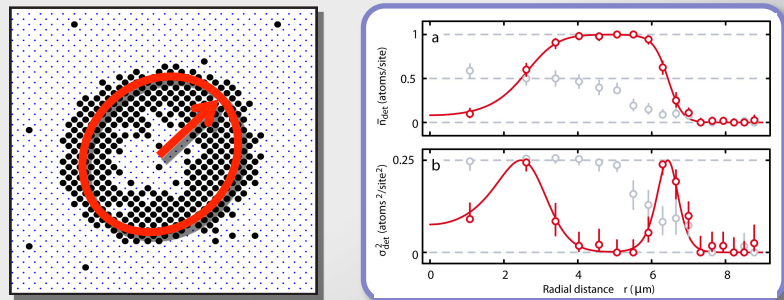 a
n̄det (atoms/site)
1
0.5
0
b
σ²det (atoms²/site²)
0.25
0
0 2 4 6 8
Radial distance r (μm)